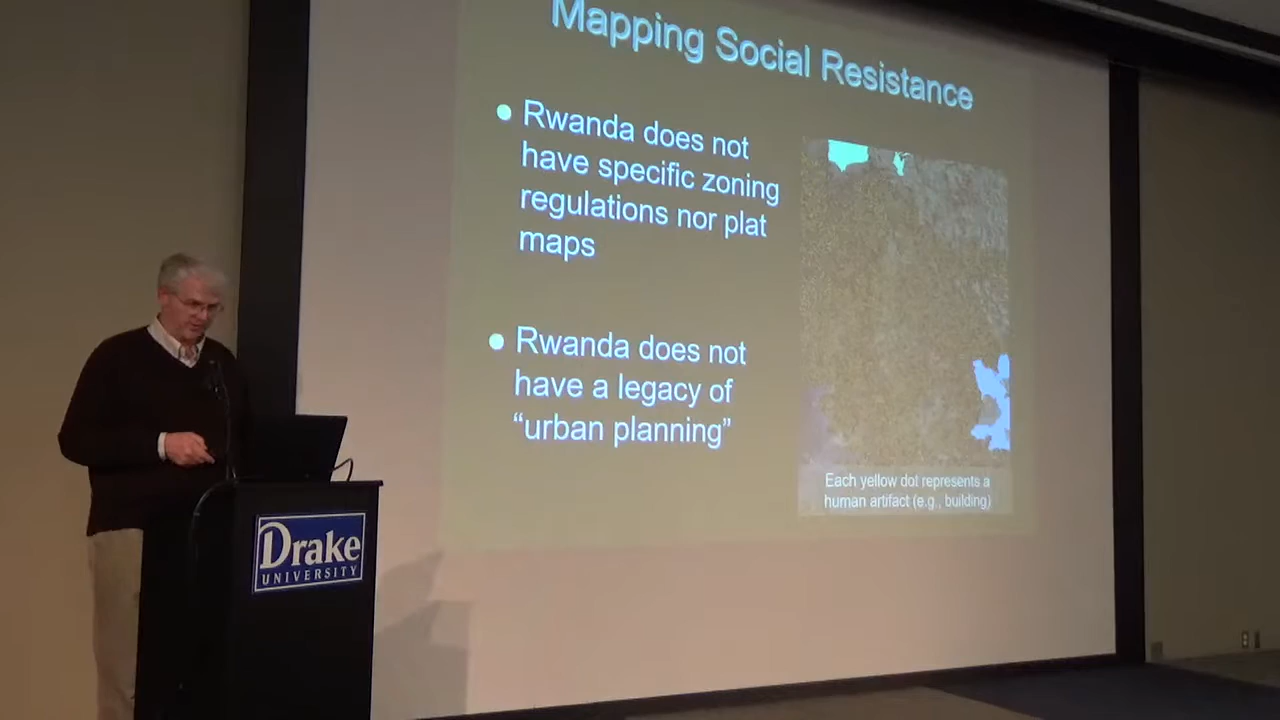 Mapping Social Resistance
• Rwanda does not
have specific zoning
regulations nor plat
maps
• Rwanda does not
have a legacy of
“urban planning”
Each yellow dot represents a
human artifact (e.g., building)
Drake
UNIVERSITY